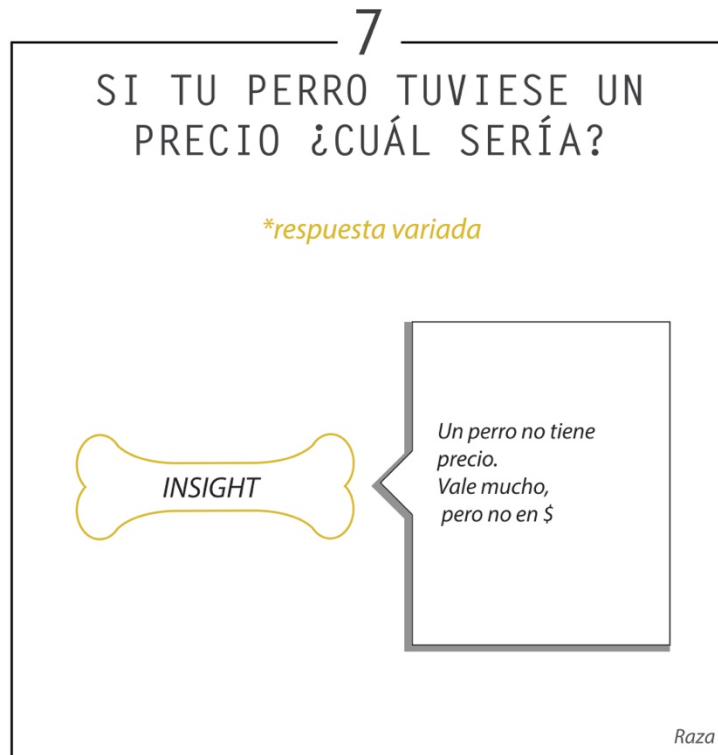 7
SI TU PERRO TUVIESE UN
PRECIO ¿CUÁL SERÍA?
*respuesta variada
INSIGHT
Un perro no tiene
precio.
Vale mucho,
pero no en $
Raza